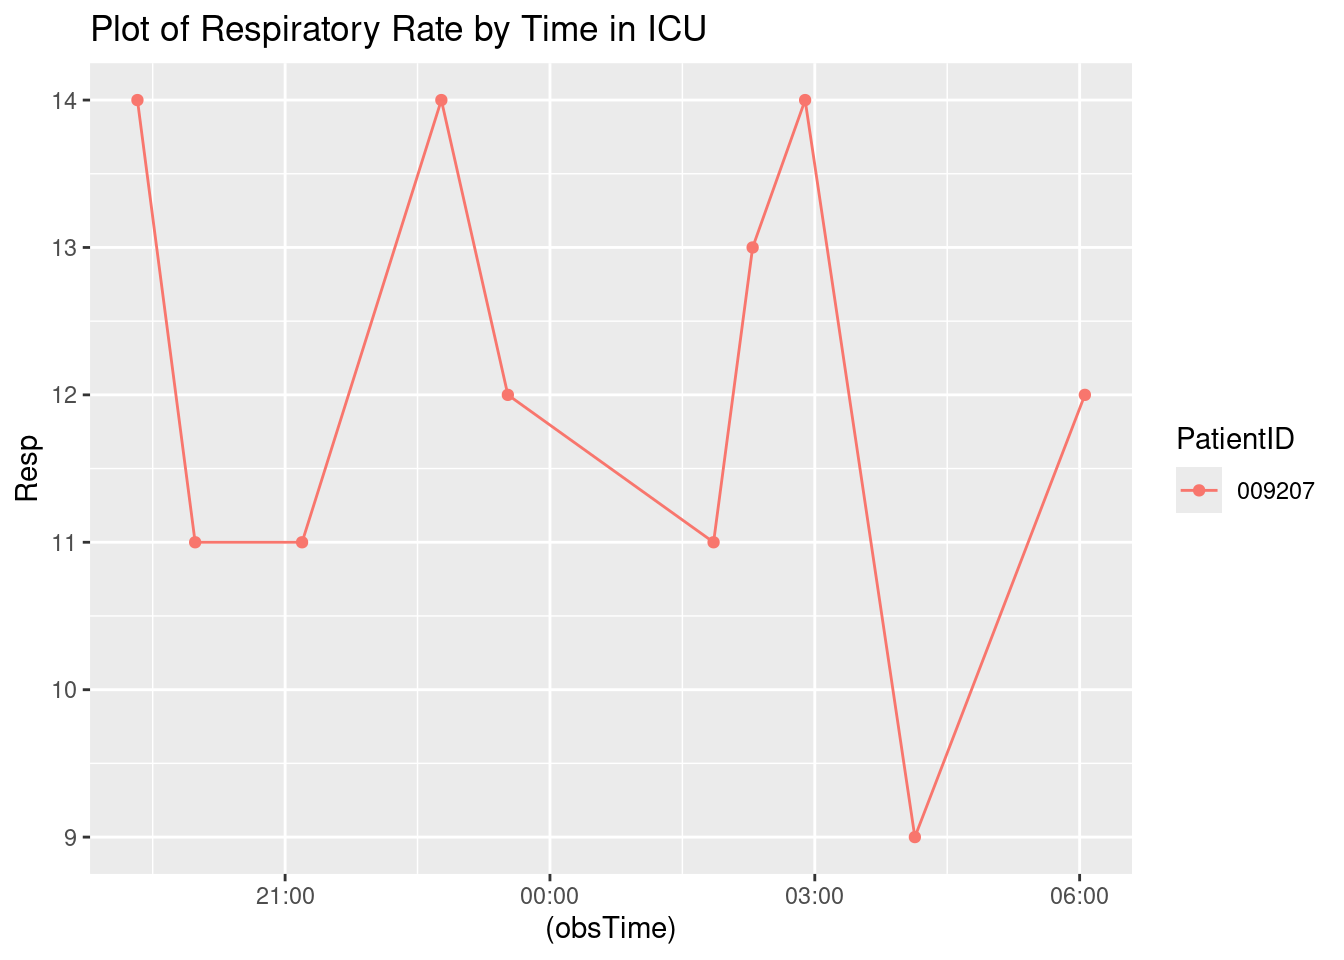 Plot of Respiratory Rate by Time in ICU
14
13
12
11
10
9
Resp
21:00
00:00
03:00
06:00
(obsTime)
PatientID
009207